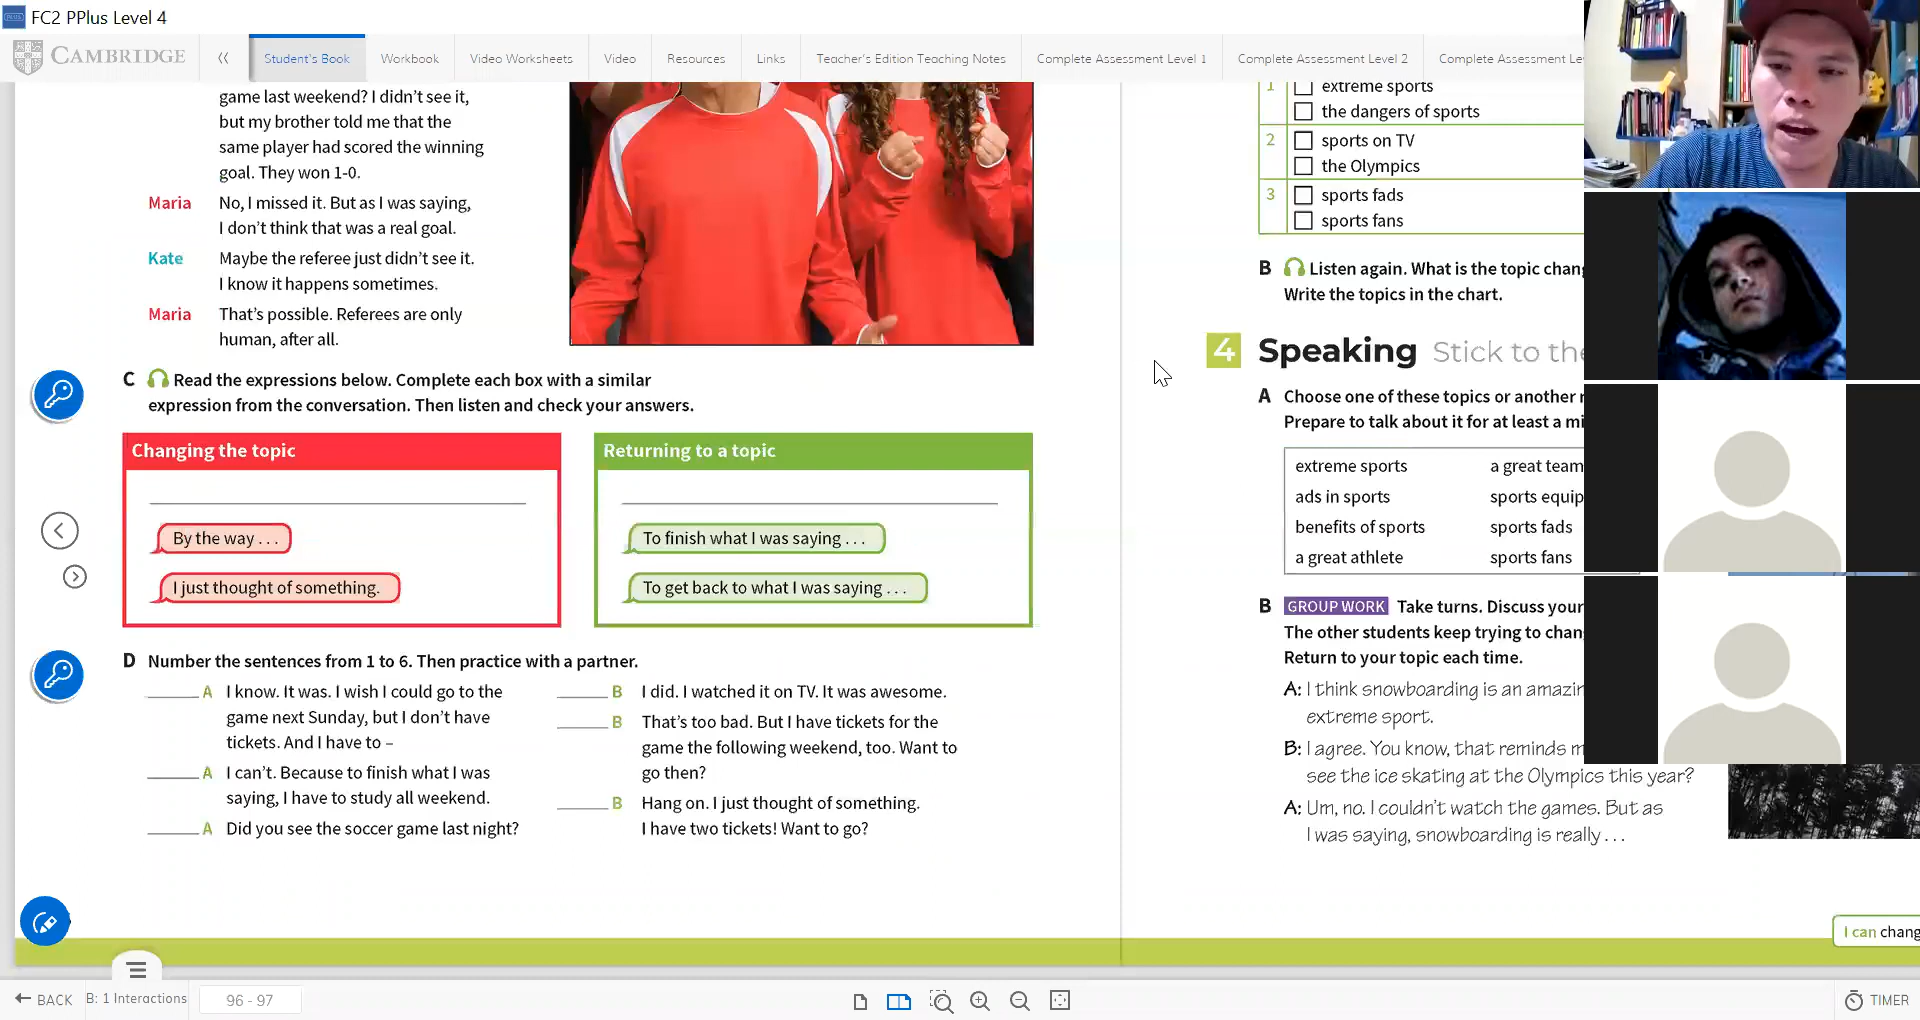 FC2 PPlus Level 4
CAMBRIDGE
Student's Book
Workbook
Video Worksheets
Video
Resources
Links
Teacher's Edition Teaching Notes
Complete Assessment Level 1
Complete Assessment Level 2
Complete Assessment Le
game last weekend? I didn't see it,
but my brother told me that the
same player had scored the winning
goal. They won 1-0.
Maria No, I missed it. But as I was saying,
I don't think that was a real goal.
Kate Maybe the referee just didn't see it.
I know it happens sometimes.
Maria That's possible. Referees are only
human, after all.
C Read the expressions below. Complete each box with a similar
expression from the conversation. Then listen and check your answers.
Changing the topic
By the way . . .
I just thought of something.
Returning to a topic
To finish what I was saying . . .
To get back to what I was saying . . .
D Number the sentences from 1 to 6. Then practice with a partner.
A I know. It was. I wish I could go to the
game next Sunday, but I don't have
tickets. And I have to –
A I can't. Because to finish what I was
saying, I have to study all weekend.
A Did you see the soccer game last night?
B I did. I watched it on TV. It was awesome.
B That's too bad. But I have tickets for the
game the following weekend, too. Want to
go then?
B Hang on. I just thought of something.
I have two tickets! Want to go?
1 extreme sports
the dangers of sports
2 sports on TV
the Olympics
3 sports fads
sports fans
B Listen again. What is the topic chan
Write the topics in the chart.
4 Speaking Stick to the
A Choose one of these topics or another
Prepare to talk about it for at least a mi
extreme sports a great team
ads in sports sports equip
benefits of sports sports fads
a great athlete sports fans
B GROUP WORK Take turns. Discuss your
The other students keep trying to chan
Return to your topic each time.
A: I think snowboarding is an amazin
extreme sport.
B: I agree. You know, that reminds m
see the ice skating at the Olympics this year?
A: Um, no. I couldn't watch the games. But as
I was saying, snowboarding is really . . .
I can chang
BACK
B: 1 Interactions
96 - 97
TIMER